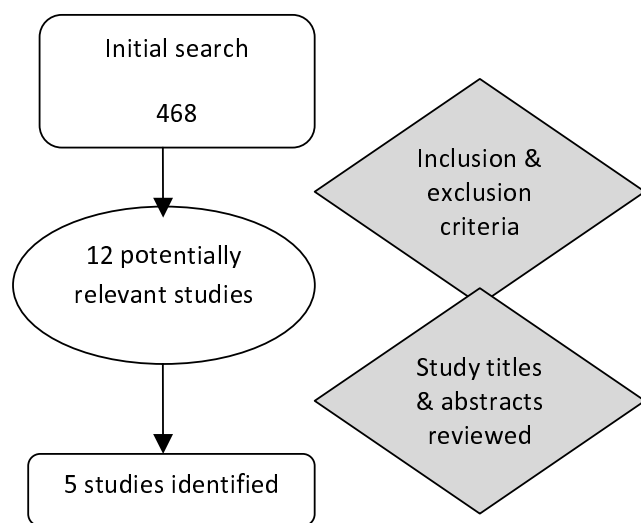 Initial search
468
12 potentially
relevant studies
5 studies identified
Inclusion &
exclusion
criteria
Study titles
& abstracts
reviewed